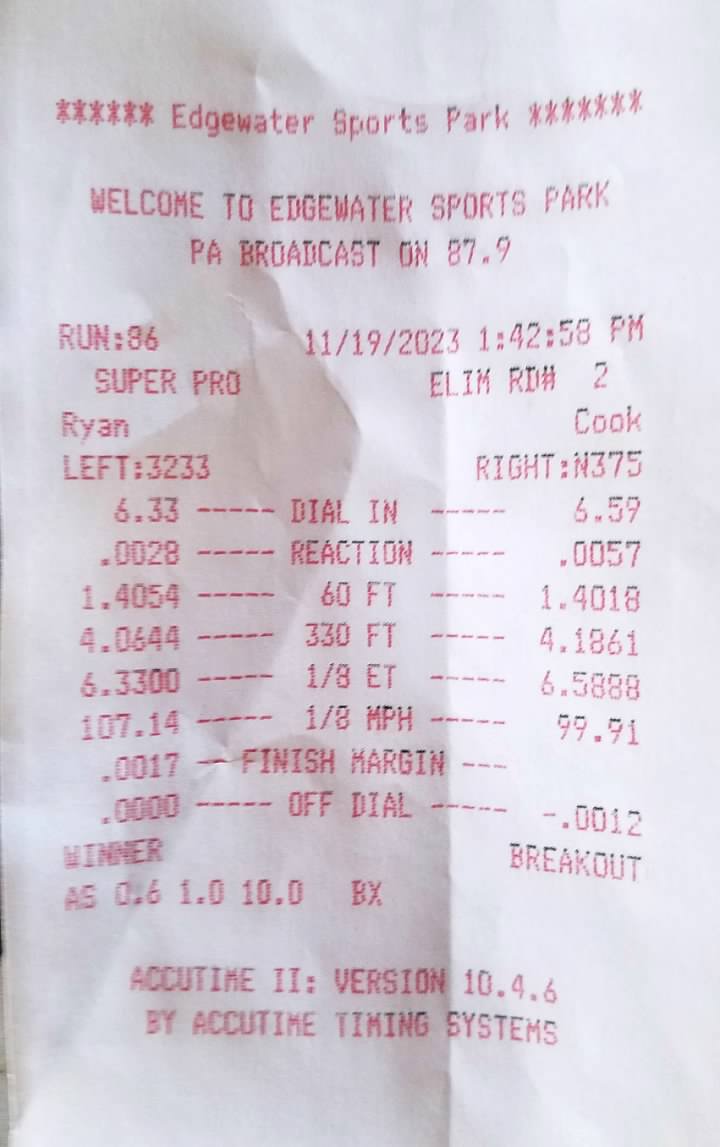 ****** Edgewater Sports Park *******
WELCOME TO EDGEWATER SPORTS PARK
PA BROADCAST ON 87.9
RUN:86 11/19/2023 1:42:58 PM
SUPER PRO ELIM RD# 2
Ryan Cook
LEFT:3233 RIGHT:N375
6.33 ----- DIAL IN ----- 6.59
.0028 ----- REACTION ----- .0057
1.4054 ----- 60 FT ----- 1.4018
4.0644 ----- 330 FT ----- 4.1861
6.3300 ----- 1/8 ET ----- 6.5888
107.14 ----- 1/8 MPH ----- 99.91
.0017 -- FINISH MARGIN ---
.0000 ----- OFF DIAL ----- -.0012
WINNER BREAKOUT
AS 0.6 1.0 10.0 BX
ACCUTIME II: VERSION 10.4.6
BY ACCUTIME TIMING SYSTEMS